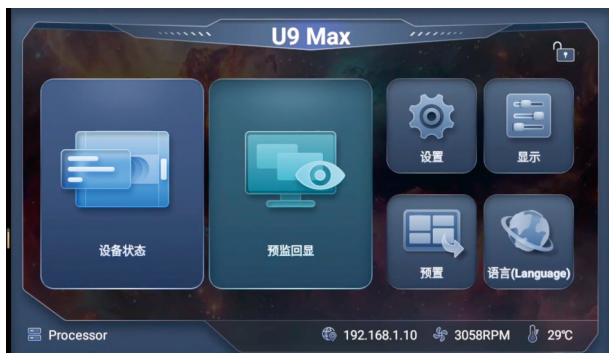 U9 Max
设备状态
预监回显
设置
显示
预置
语言(Language)
Processor
192.168.1.10
3058RPM
29℃